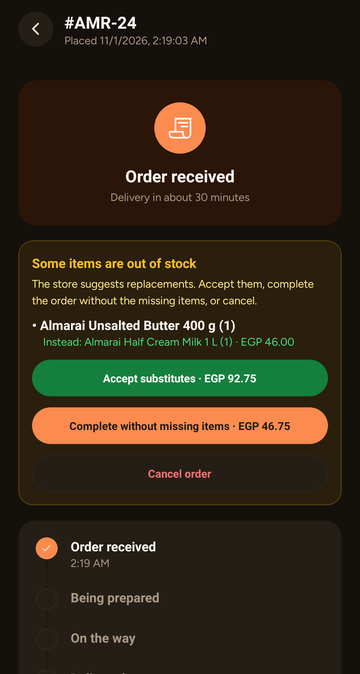 #AMR-24
Placed 11/1/2026, 2:19:03 AM
Order received
Delivery in about 30 minutes
Some items are out of stock
The store suggests replacements. Accept them, complete
the order without the missing items, or cancel.
• Almarai Unsalted Butter 400 g (1)
Instead: Almarai Half Cream Milk 1 L (1) · EGP 46.00
Accept substitutes · EGP 92.75
Complete without missing items · EGP 46.75
Cancel order
Order received
2:19 AM
Being prepared
On the way